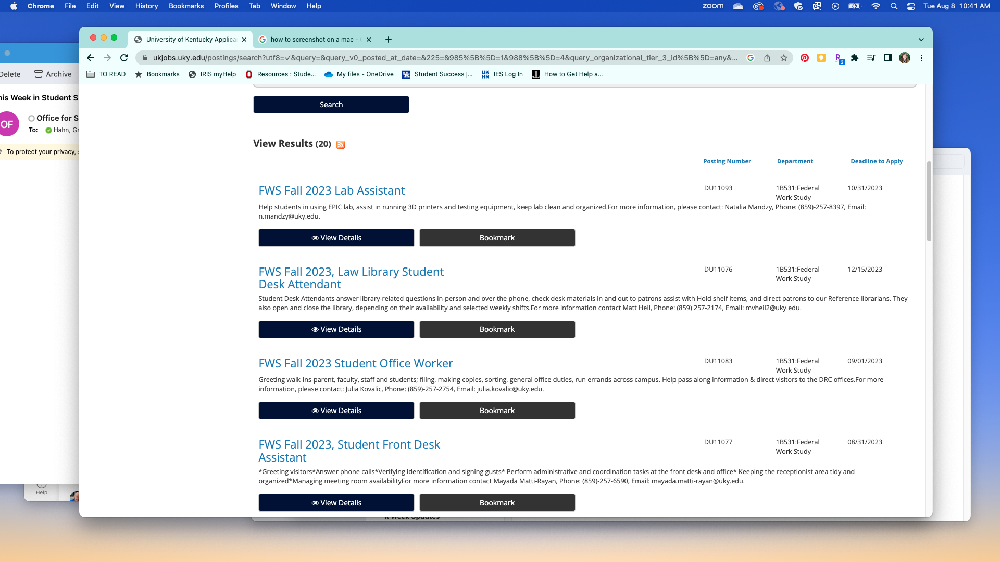 Chrome File Edit View History Bookmarks Profiles Tab Window Help zoom Tue Aug 8 10:41 AM
University of Kentucky Applica how to screenshot on a mac -
ukjobs.uky.edu/postings/search?utf8=✓&query=&query_v0_posted_at_date=&225=&985%5B%5D=1&988%5B%5D=4&query_organizational_tier_3_id%5B%5D=any&... 2
TO READ Bookmarks IRIS myHelp Resources : Stude... My files - OneDrive Student Success |... UK HR IES Log In How to Get Help a...
Delete Archive
his Week in Student S
OF Office for S
To: Hahn, Gr
To protect your privacy, s
Help
Search
View Results (20)
Posting Number Department Deadline to Apply
FWS Fall 2023 Lab Assistant DU11093 1B531:Federal 10/31/2023
Work Study
Help students in using EPIC lab, assist in running 3D printers and testing equipment, keep lab clean and organized.For more information, please contact: Natalia Mandzy, Phone: (859)-257-8397, Email:
n.mandzy@uky.edu.
View Details Bookmark
FWS Fall 2023, Law Library Student DU11076 1B531:Federal 12/15/2023
Desk Attendant Work Study
Student Desk Attendants answer library-related questions in-person and over the phone, check desk materials in and out to patrons assist with Hold shelf items, and direct patrons to our Reference librarians. They
also open and close the library, depending on their availability and selected weekly shifts.For more information contact Matt Heil, Phone: (859) 257-2174, Email: mvheil2@uky.edu.
View Details Bookmark
FWS Fall 2023 Student Office Worker DU11083 1B531:Federal 09/01/2023
Work Study
Greeting walk-ins-parent, faculty, staff and students; filing, making copies, sorting, general office duties, run errands across campus. Help pass along information & direct visitors to the DRC offices.For more
information, please contact: Julia Kovalic, Phone: (859)-257-2754, Email: julia.kovalic@uky.edu.
View Details Bookmark
FWS Fall 2023, Student Front Desk DU11077 1B531:Federal 08/31/2023
Assistant Work Study
*Greeting visitors*Answer phone calls*Verifying identification and signing gusts* Perform administrative and coordination tasks at the front desk and office* Keeping the receptionist area tidy and
organized*Managing meeting room availabilityFor more information contact Mayada Matti-Rayan, Phone: (859)-257-6590, Email: mayada.matti-rayan@uky.edu.
View Details Bookmark
K Week Updates